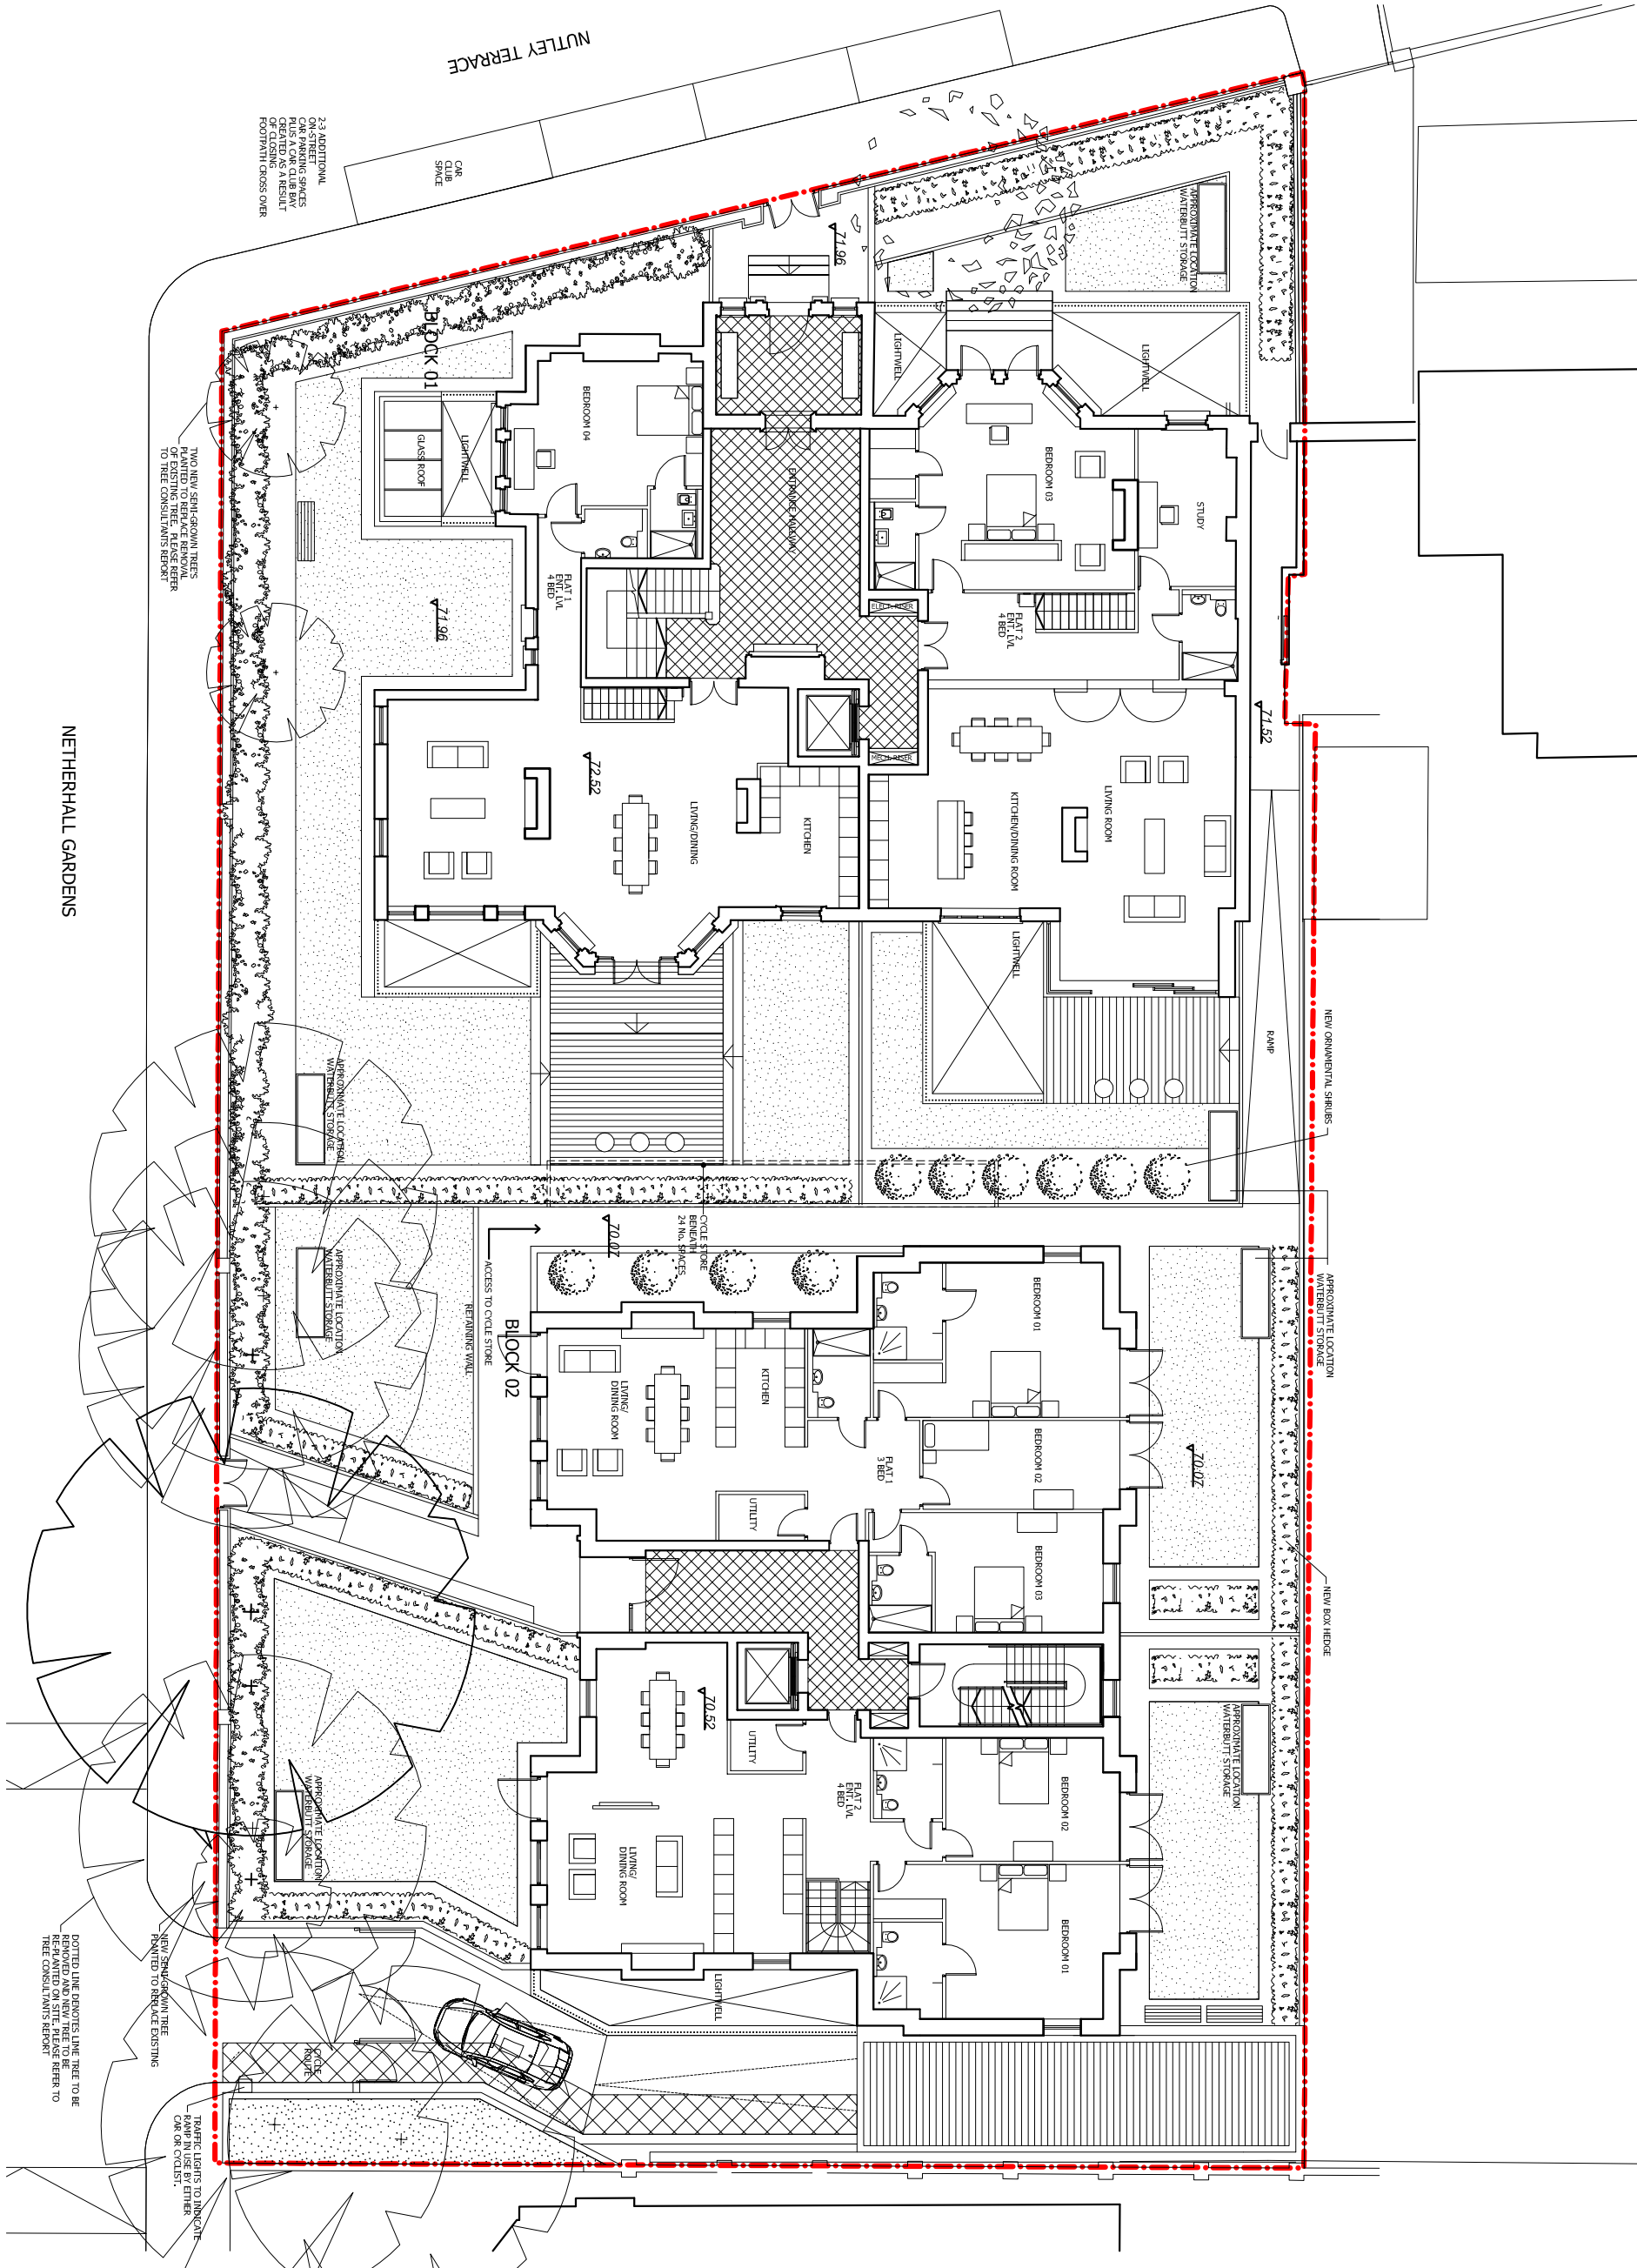 NUTLEY TERRACE
2-3 ADDITIONAL
ON-STREET
CAR PARKING SPACES
PLUS A CAR CLUB BAY
CREATED AS A RESULT
OF CLOSING
FOOTPATH CROSS OVER
CAR
CLUB
SPACE
71.96
APPROXIMATE LOCATION
WATERBUTT STORAGE
BLOCK 01
LIGHTWELL
LIGHTWELL
BEDROOM 04
LIGHTWELL
GLASS ROOF
ENTRANCE HALLWAY
BEDROOM 03
STUDY
TWO NEW SEMI-GROWN TREE'S
PLANTED TO REPLACE REMOVAL
OF EXISTING TREE. PLEASE REFER
TO TREE CONSULTANTS REPORT
71.96
FLAT 1
ENT. LVL
4 BED
ELECT. RISER
FLAT 2
ENT. LVL
4 BED
71.52
NETHERHALL GARDENS
72.52
MECH. RISER
LIVING/DINING
KITCHEN
KITCHEN/DINING ROOM
LIVING ROOM
LIGHTWELL
RAMP
NEW ORNAMENTAL SHRUBS
APPROXIMATE LOCATION
WATERBUTT STORAGE
CYCLE STORE
BENEATH
24 No. SPACES
70.07
ACCESS TO CYCLE STORE
APPROXIMATE LOCATION
WATERBUTT STORAGE
RETAINING WALL
BLOCK 02
APPROXIMATE LOCATION
WATERBUTT STORAGE
BEDROOM 01
LIVING/
DINING ROOM
KITCHEN
BEDROOM 02
FLAT 1
3 BED
70.07
UTILITY
BEDROOM 03
NEW BOX HEDGE
70.52
UTILITY
APPROXIMATE LOCATION
WATERBUTT STORAGE
APPROXIMATE LOCATION
WATERBUTT STORAGE
FLAT 2
ENT. LVL
4 BED
BEDROOM 02
LIVING/
DINING ROOM
BEDROOM 01
LIGHTWELL
NEW SEMI-GROWN TREE
PLANTED TO REPLACE EXISTING
DOTTED LINE DENOTES LIME TREE TO BE
REMOVED AND NEW TREE TO BE
RE-PLANTED ON SITE. PLEASE REFER TO
TREE CONSULTANTS REPORT
CYCLE
ROUTE
TRAFFIC LIGHTS TO INDICATE
RAMP IN USE BY EITHER
CAR OR CYCLIST.